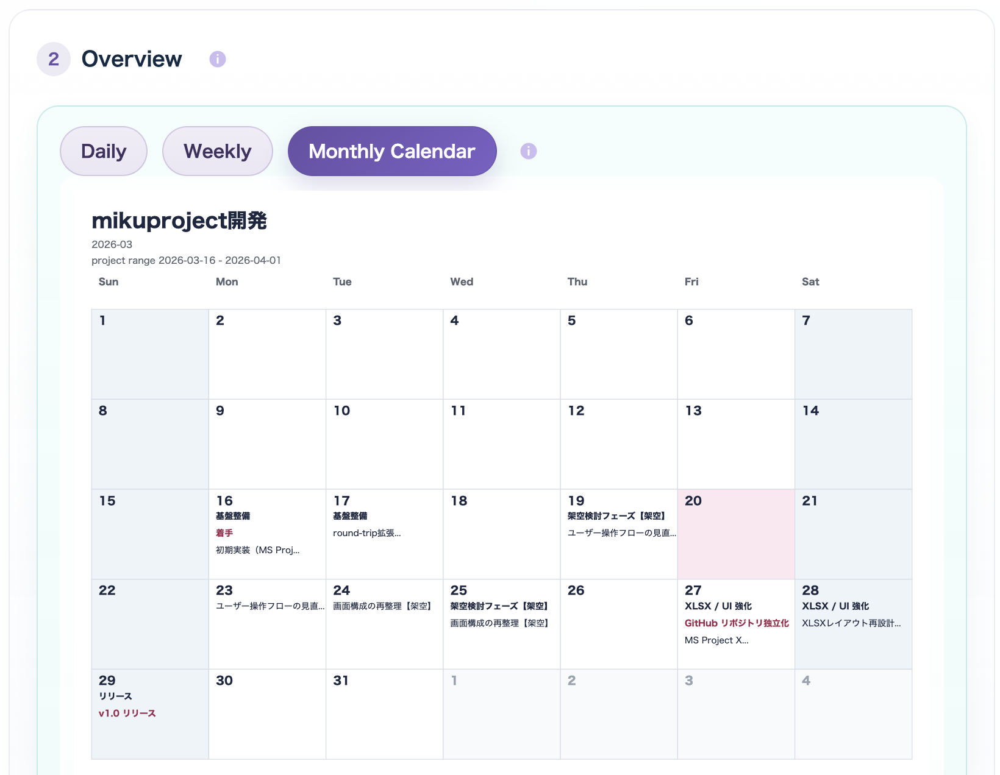 2 Overview i
Daily Weekly Monthly Calendar i
mikuproject開発
2026-03
project range 2026-03-16 - 2026-04-01
Sun Mon Tue Wed Thu Fri Sat
1 2 3 4 5 6 7
8 9 10 11 12 13 14
15 16 17 18 19 20 21
基盤整備 基盤整備 架空検討フェーズ【架空】
着手 round-trip拡張... ユーザー操作フローの見直...
初期実装（MS Proj...
22 23 24 25 26 27 28
ユーザー操作フローの見直... 画面構成の再整理【架空】 架空検討フェーズ【架空】 XLSX / UI 強化 XLSX / UI 強化
画面構成の再整理【架空】 GitHub リポジトリ独立化 XLSXレイアウト再設計...
MS Project X...
29 30 31 1 2 3 4
リリース
v1.0 リリース